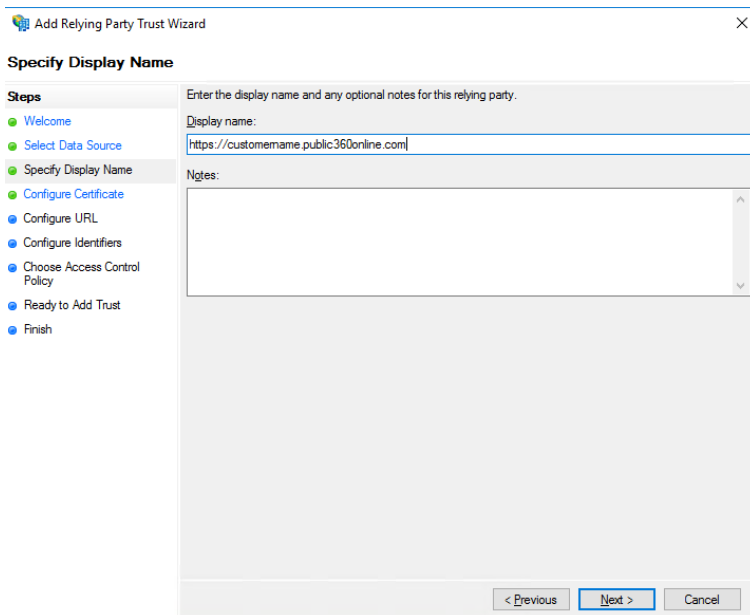 Add Relying Party Trust Wizard
Specify Display Name
Steps
Welcome
Select Data Source
Specify Display Name
Configure Certificate
Configure URL
Configure Identifiers
Choose Access Control
Policy
Ready to Add Trust
Finish
Enter the display name and any optional notes for this relying party.
Display name:
https://customername.public360online.com
Notes:
< Previous
Next >
Cancel